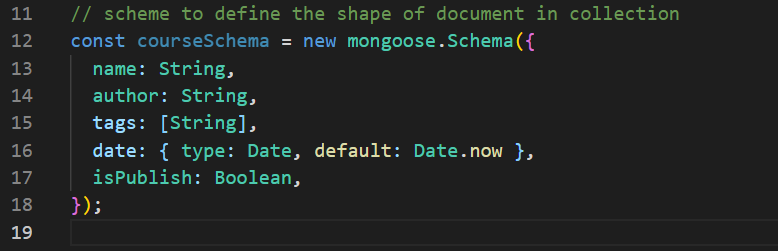 11 // scheme to define the shape of document in collection
12 const courseSchema = new mongoose.Schema({
13   name: String,
14   author: String,
15   tags: [String],
16   date: { type: Date, default: Date.now },
17   isPublish: Boolean,
18 });
19